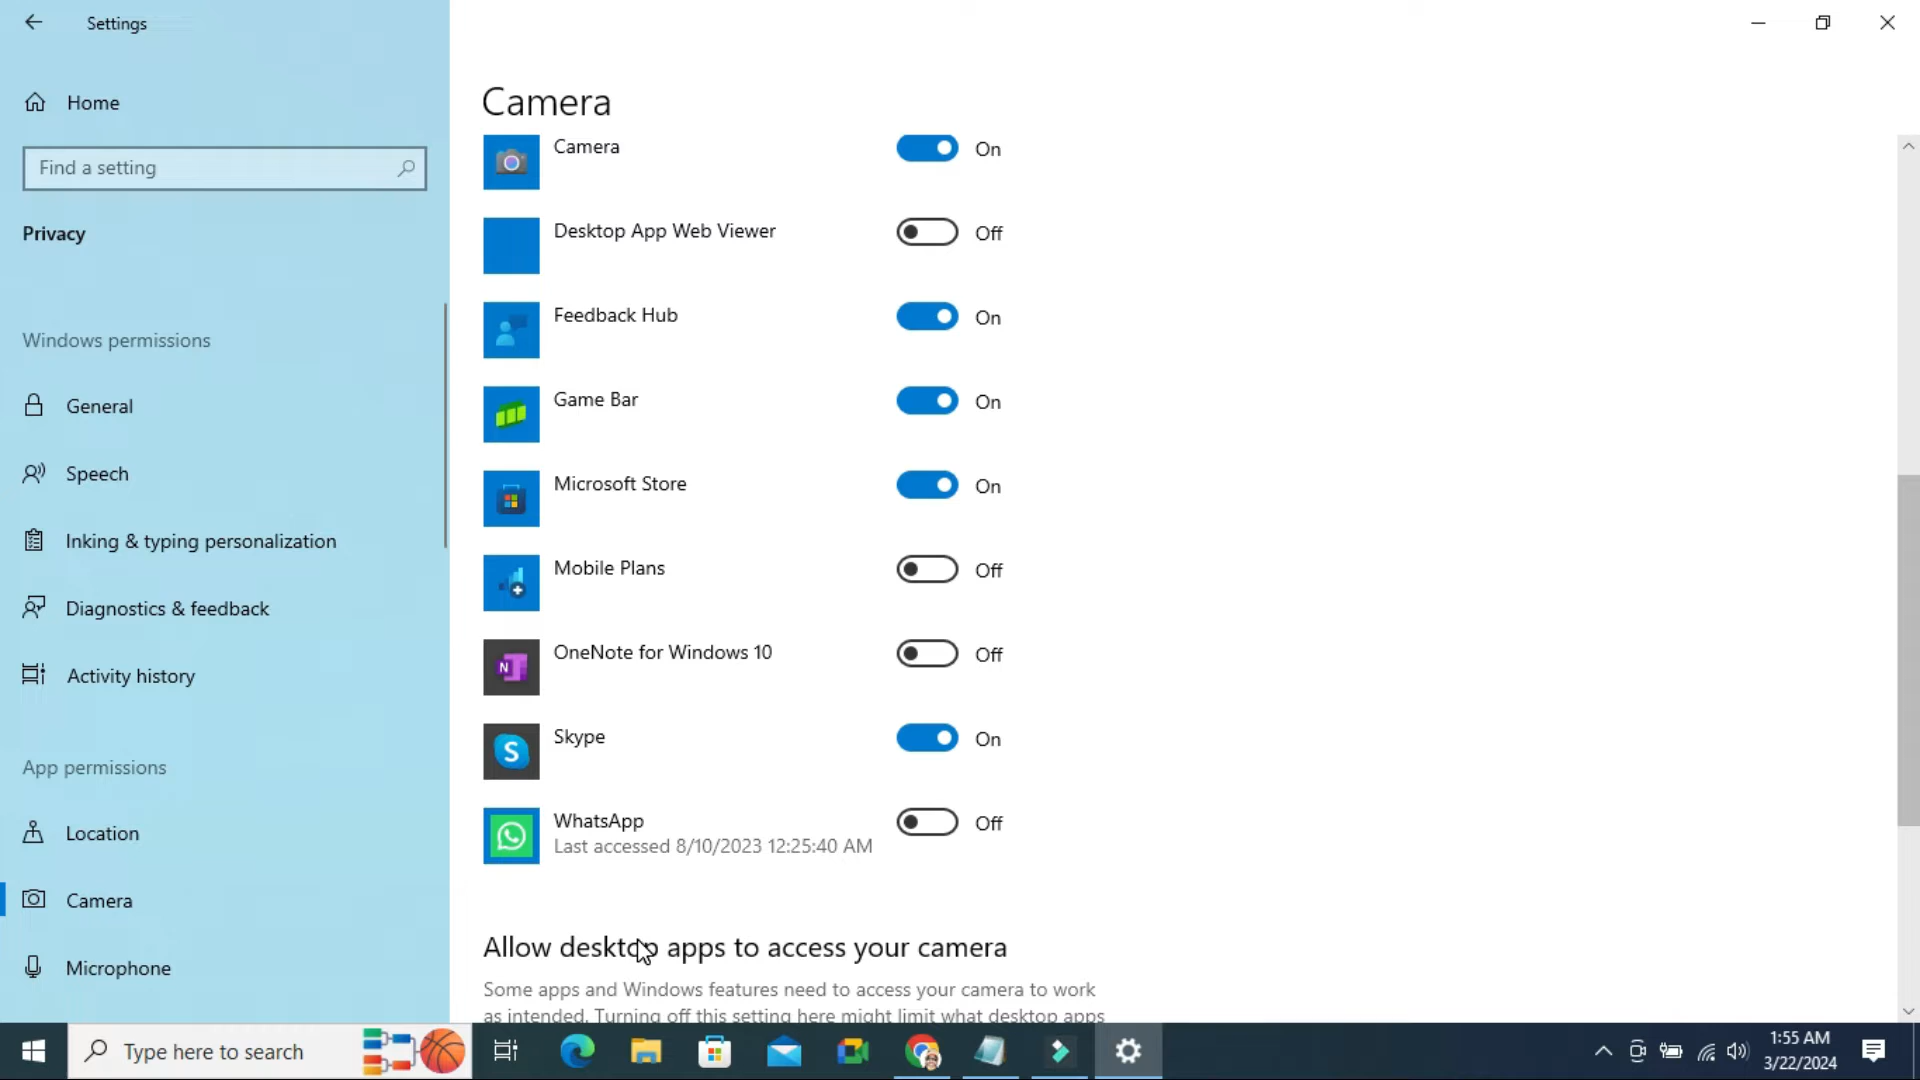 Settings
Home
Find a setting
Privacy
Windows permissions
General
Speech
Inking & typing personalization
Diagnostics & feedback
Activity history
App permissions
Location
Camera
Microphone
Camera
Camera On
Desktop App Web Viewer Off
Feedback Hub On
Game Bar On
Microsoft Store On
Mobile Plans Off
N
OneNote for Windows 10 Off
S
Skype On
WhatsApp Off
Last accessed 8/10/2023 12:25:40 AM
Allow desktop apps to access your camera
Some apps and Windows features need to access your camera to work
as intended. Turning off this setting here might limit what desktop apps
Type here to search
1:55 AM
3/22/2024